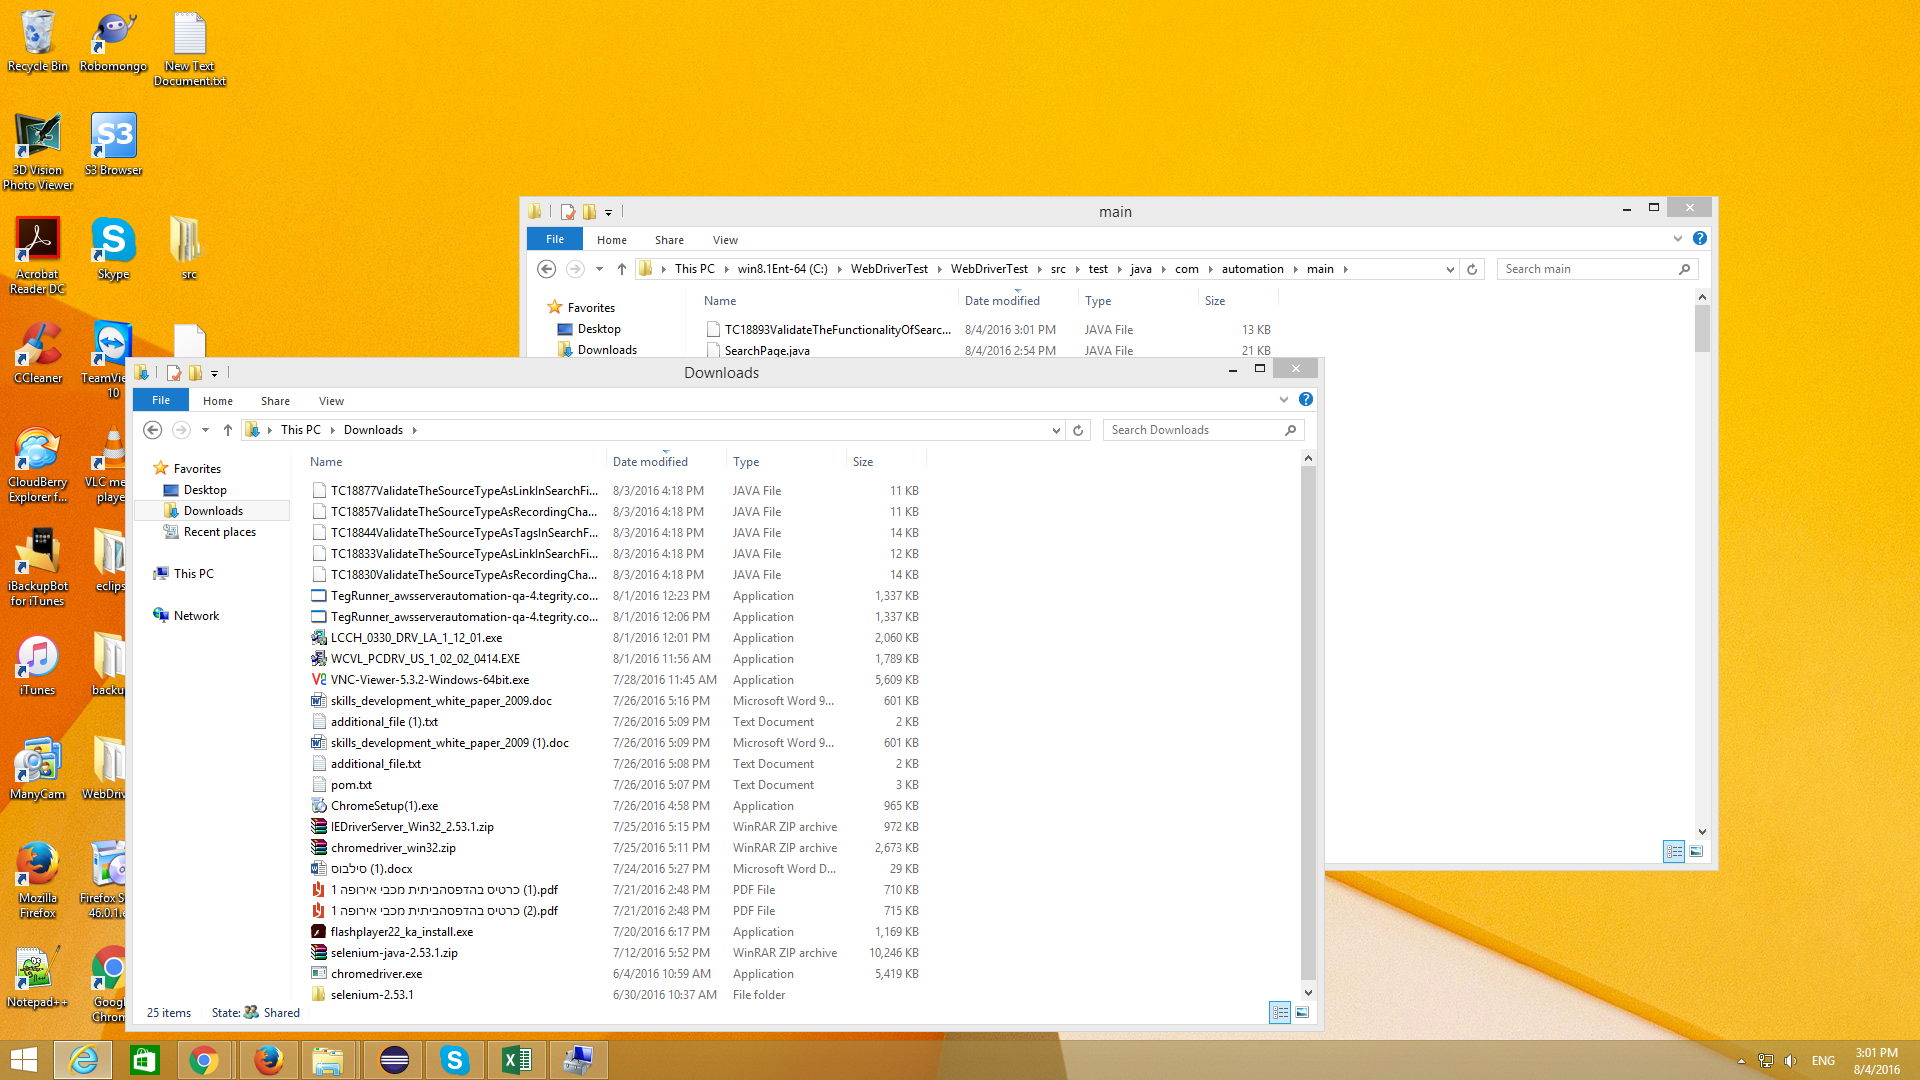 Recycle Bin
Robomongo
New Text
Document.txt
3D Vision
Photo Viewer
S3
S3 Browser
Acrobat
Reader DC
Skype
src
CCleaner
TeamVie
10
CloudBerry
Explorer f...
VLC me
playe
iBackupBot
for iTunes
eclips
iTunes
backu
ManyCam
WebDriv
Mozilla
Firefox
Firefox S
46.0.1.e
Notepad++
Googl
Chron
main
File
Home
Share
View
This PC
win8.1Ent-64 (C:)
WebDriverTest
WebDriverTest
src
test
java
com
automation
main
Search main
Favorites
Desktop
Downloads
Name
Date modified
Type
Size
TC18893ValidateTheFunctionalityOfSearc... 8/4/2016 3:01 PM JAVA File 13 KB
SearchPage.java 8/4/2016 2:54 PM JAVA File 21 KB
Downloads
File
Home
Share
View
This PC
Downloads
Search Downloads
Favorites
Desktop
Downloads
Recent places
This PC
Network
Name
Date modified
Type
Size
TC18877ValidateTheSourceTypeAsLinkInSearchFi... 8/3/2016 4:18 PM JAVA File 11 KB
TC18857ValidateTheSourceTypeAsRecordingCha... 8/3/2016 4:18 PM JAVA File 11 KB
TC18844ValidateTheSourceTypeAsTagsInSearchF... 8/3/2016 4:18 PM JAVA File 14 KB
TC18833ValidateTheSourceTypeAsLinkInSearchFi... 8/3/2016 4:18 PM JAVA File 12 KB
TC18830ValidateTheSourceTypeAsRecordingCha... 8/3/2016 4:18 PM JAVA File 14 KB
TegRunner_awsserverautomation-qa-4.tegrity.co... 8/1/2016 12:23 PM Application 1,337 KB
TegRunner_awsserverautomation-qa-4.tegrity.co... 8/1/2016 12:06 PM Application 1,337 KB
LCCH_0330_DRV_LA_1_12_01.exe 8/1/2016 12:01 PM Application 2,060 KB
WCVL_PCDRV_US_1_02_02_0414.EXE 8/1/2016 11:56 AM Application 1,789 KB
VNC-Viewer-5.3.2-Windows-64bit.exe 7/28/2016 11:45 AM Application 5,609 KB
skills_development_white_paper_2009.doc 7/26/2016 5:16 PM Microsoft Word 9... 601 KB
additional_file (1).txt 7/26/2016 5:09 PM Text Document 2 KB
skills_development_white_paper_2009 (1).doc 7/26/2016 5:09 PM Microsoft Word 9... 601 KB
additional_file.txt 7/26/2016 5:08 PM Text Document 2 KB
pom.txt 7/26/2016 5:07 PM Text Document 3 KB
ChromeSetup(1).exe 7/26/2016 4:58 PM Application 965 KB
IEDriverServer_Win32_2.53.1.zip 7/25/2016 5:15 PM WinRAR ZIP archive 972 KB
chromedriver_win32.zip 7/25/2016 5:11 PM WinRAR ZIP archive 2,673 KB
סילבוס (1).docx 7/24/2016 5:27 PM Microsoft Word D... 29 KB
כרטיס בהדפסהביתית מכבי אירופה 1 (1).pdf 7/21/2016 2:48 PM PDF File 710 KB
כרטיס בהדפסהביתית מכבי אירופה 1 (2).pdf 7/21/2016 2:48 PM PDF File 715 KB
flashplayer22_ka_install.exe 7/20/2016 6:17 PM Application 1,169 KB
selenium-java-2.53.1.zip 7/12/2016 5:52 PM WinRAR ZIP archive 10,246 KB
chromedriver.exe 6/4/2016 10:59 AM Application 5,419 KB
selenium-2.53.1 6/30/2016 10:37 AM File folder
25 items
State: Shared
ENG
3:01 PM
8/4/2016